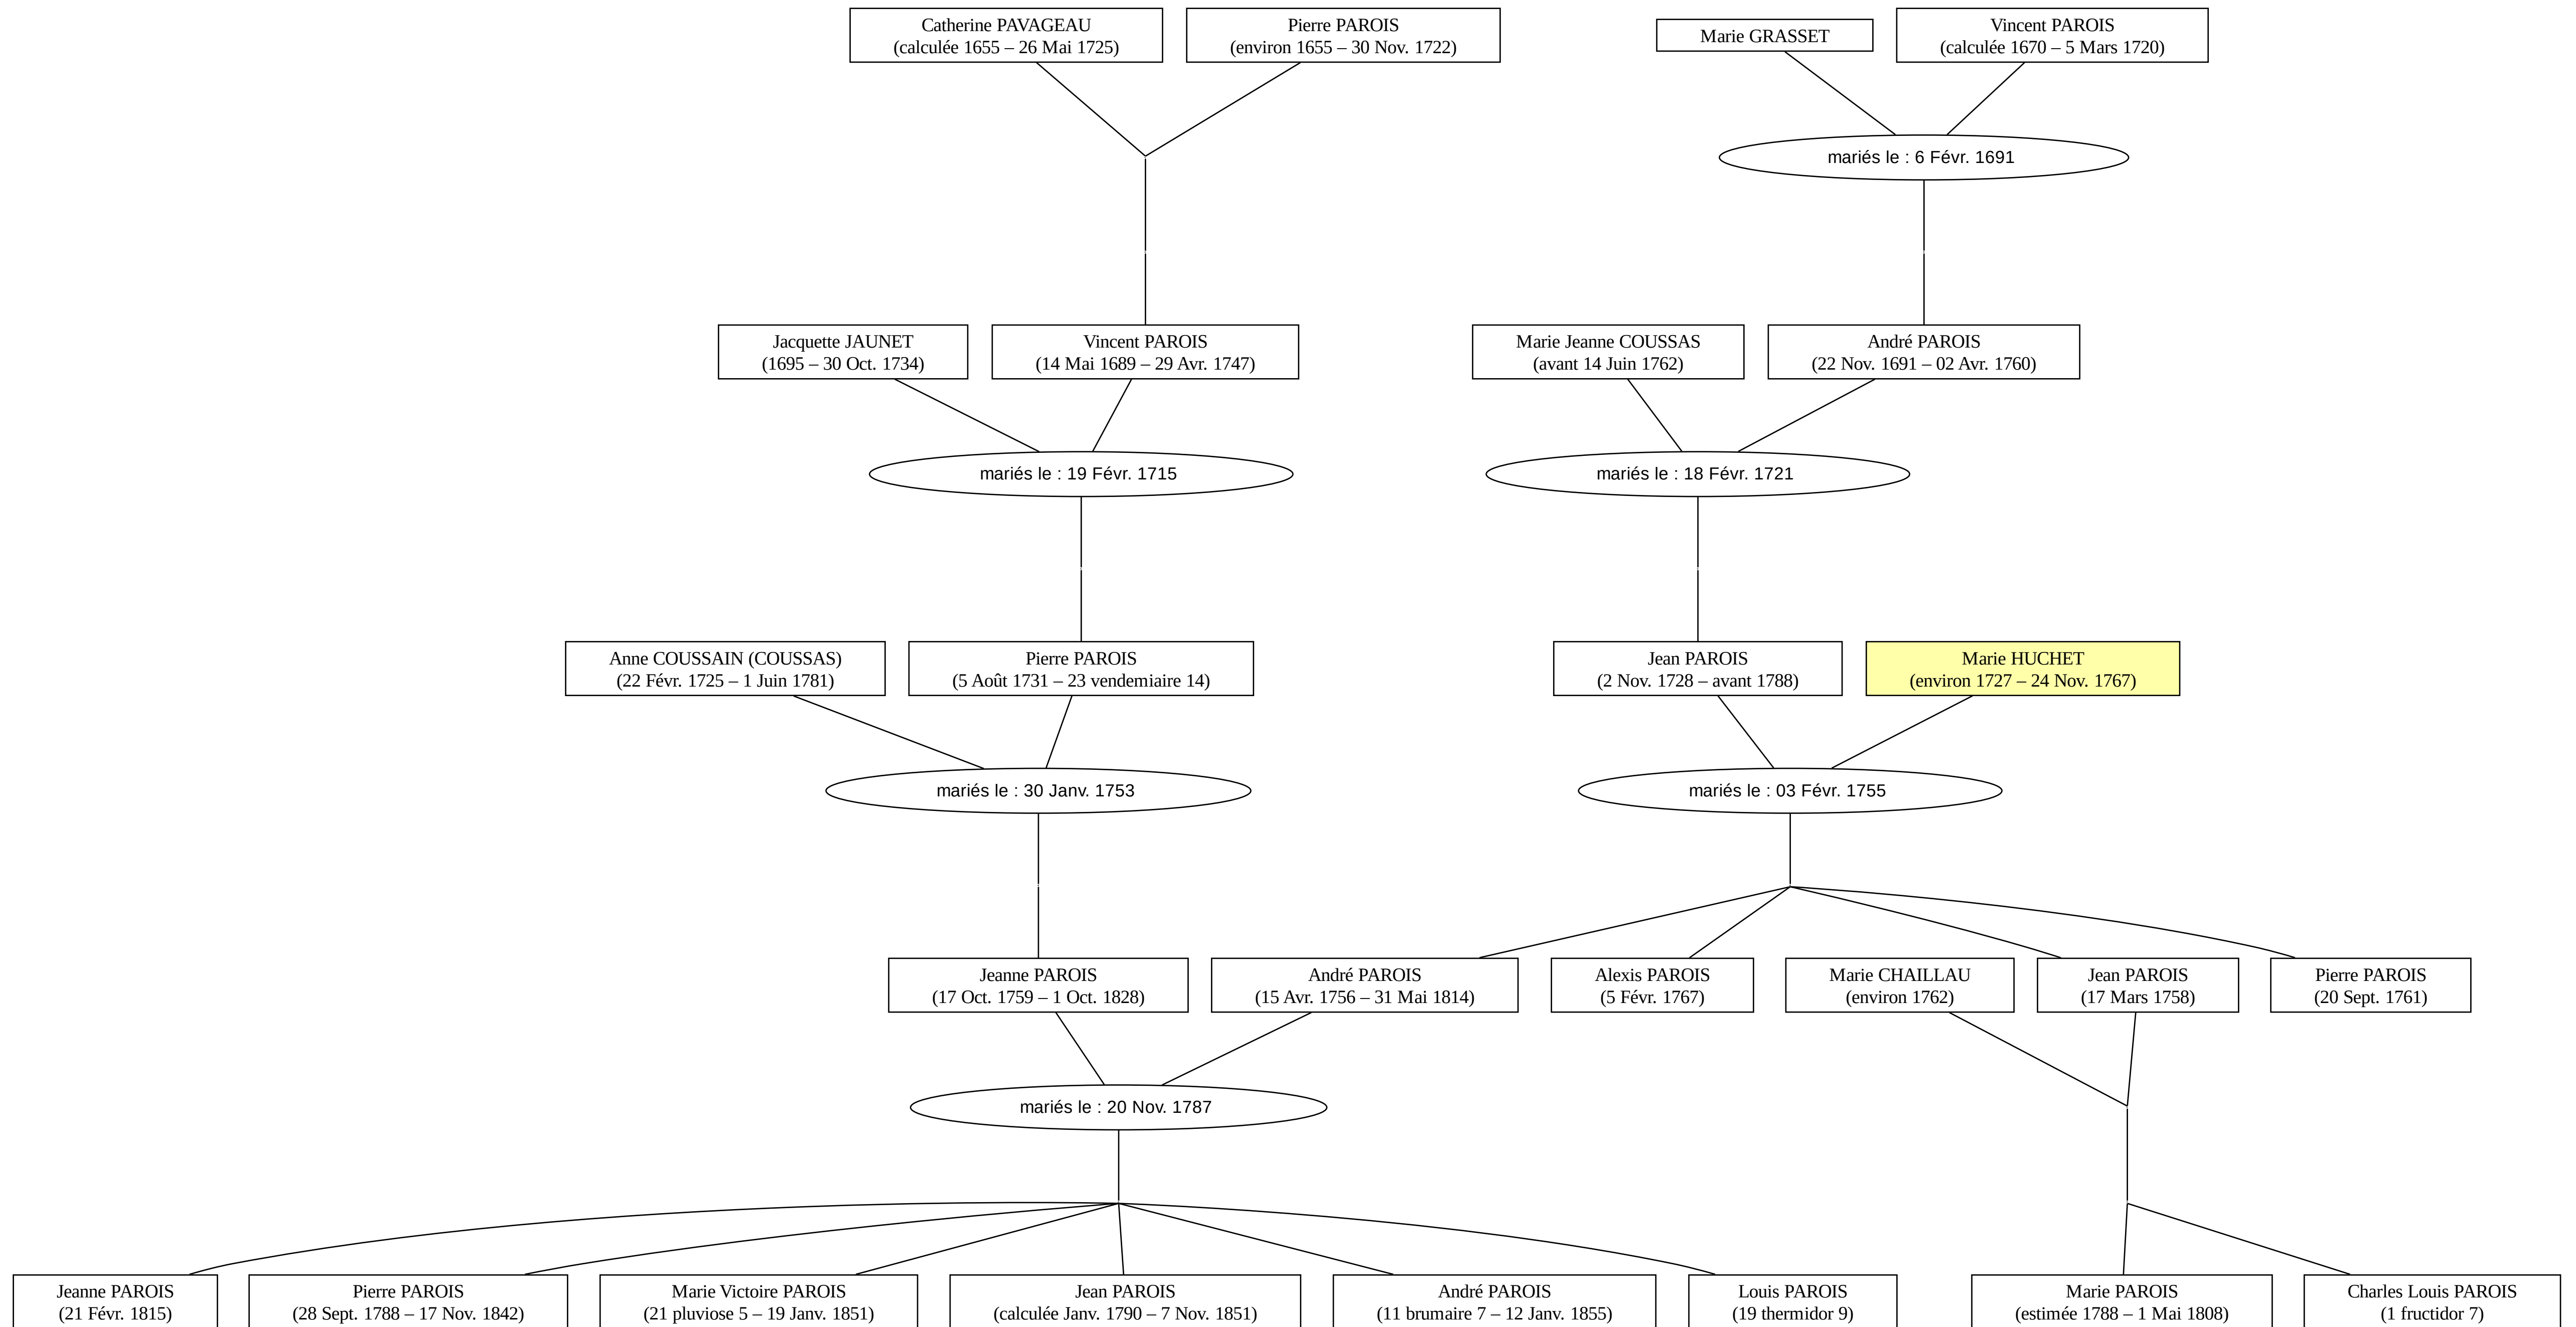 Catherine PAVAGEAU
(calculée 1655 – 26 Mai 1725)
Pierre PAROIS
(environ 1655 – 30 Nov. 1722)
Marie GRASSET
Vincent PAROIS
(calculée 1670 – 5 Mars 1720)
mariés le : 6 Févr. 1691
Jacquette JAUNET
(1695 – 30 Oct. 1734)
Vincent PAROIS
(14 Mai 1689 – 29 Avr. 1747)
Marie Jeanne COUSSAS
(avant 14 Juin 1762)
André PAROIS
(22 Nov. 1691 – 02 Avr. 1760)
mariés le : 19 Févr. 1715
mariés le : 18 Févr. 1721
Anne COUSSAIN (COUSSAS)
(22 Févr. 1725 – 1 Juin 1781)
Pierre PAROIS
(5 Août 1731 – 23 vendemiaire 14)
Jean PAROIS
(2 Nov. 1728 – avant 1788)
Marie HUCHET
(environ 1727 – 24 Nov. 1767)
mariés le : 30 Janv. 1753
mariés le : 03 Févr. 1755
Jeanne PAROIS
(17 Oct. 1759 – 1 Oct. 1828)
André PAROIS
(15 Avr. 1756 – 31 Mai 1814)
Alexis PAROIS
(5 Févr. 1767)
Marie CHAILLAU
(environ 1762)
Jean PAROIS
(17 Mars 1758)
Pierre PAROIS
(20 Sept. 1761)
mariés le : 20 Nov. 1787
Jeanne PAROIS
(21 Févr. 1815)
Pierre PAROIS
(28 Sept. 1788 – 17 Nov. 1842)
Marie Victoire PAROIS
(21 pluviose 5 – 19 Janv. 1851)
Jean PAROIS
(calculée Janv. 1790 – 7 Nov. 1851)
André PAROIS
(11 brumaire 7 – 12 Janv. 1855)
Louis PAROIS
(19 thermidor 9)
Marie PAROIS
(estimée 1788 – 1 Mai 1808)
Charles Louis PAROIS
(1 fructidor 7)